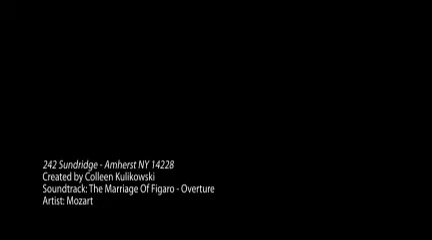 242 Sundridge - Amherst NY 14228
Created by Colleen Kulikowski
Soundtrack: The Marriage Of Figaro - Overture
Artist: Mozart